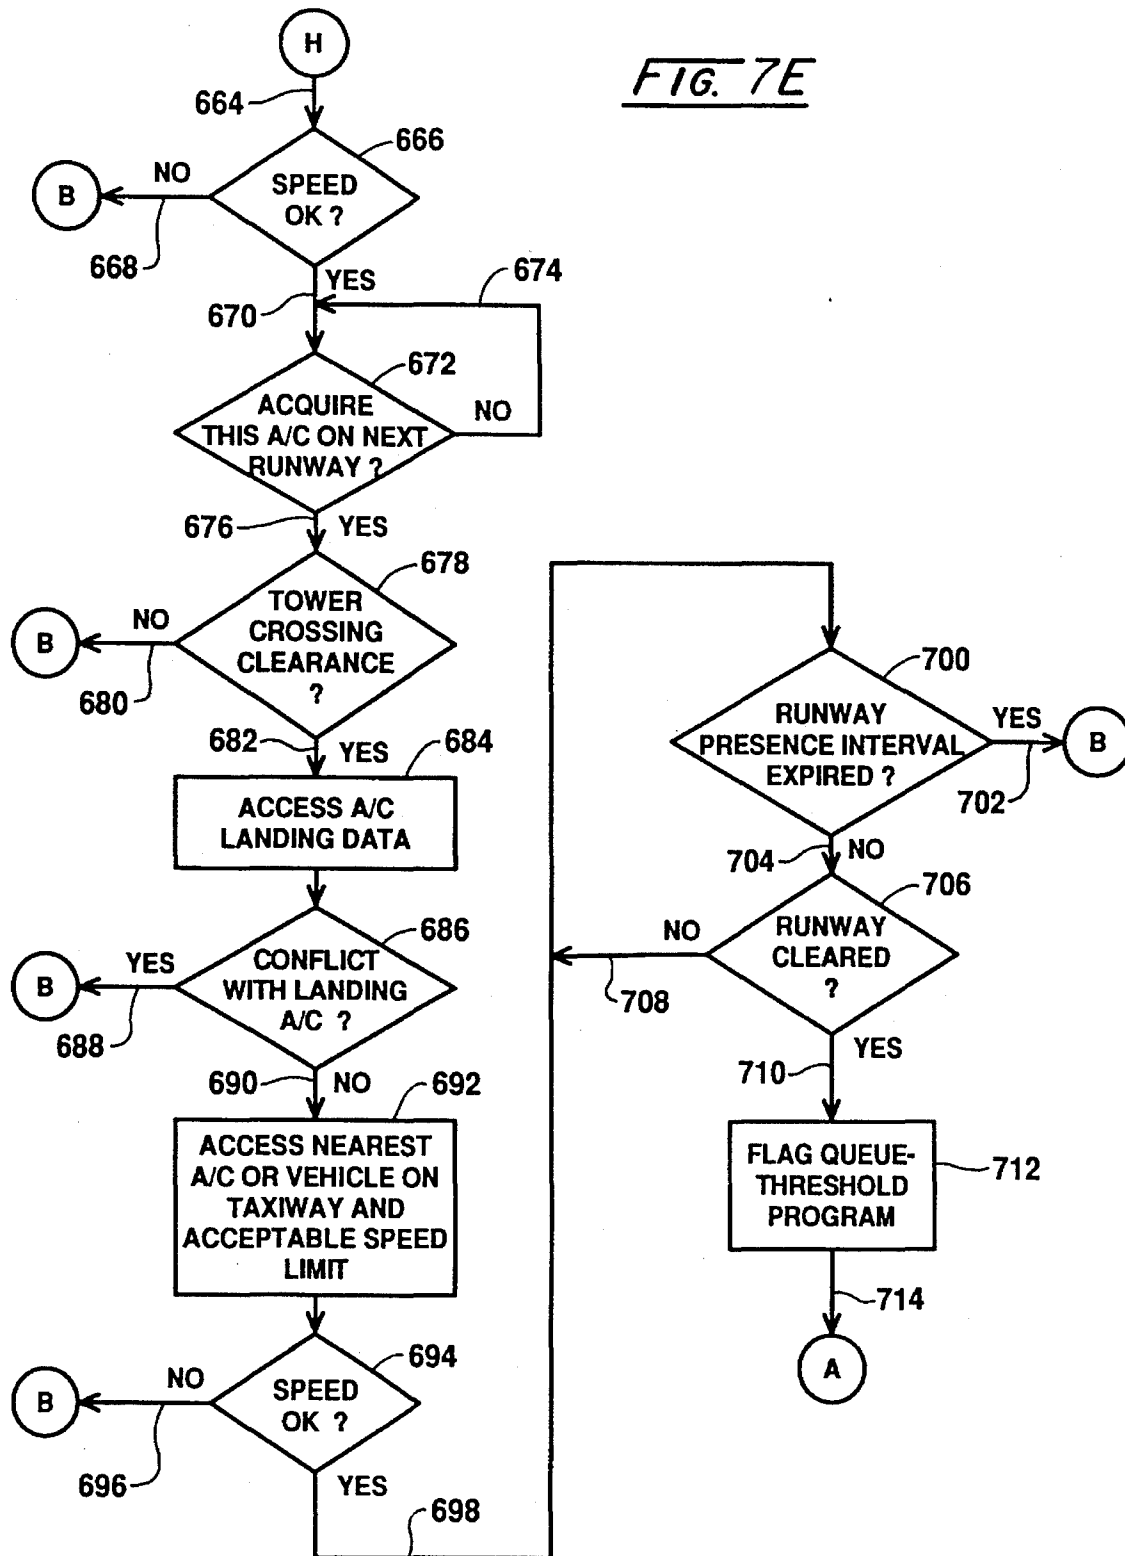 H
FIG. 7E
664
666
SPEED
OK ?
NO
B
668
YES
670
674
672
ACQUIRE
THIS A/C ON NEXT
RUNWAY ?
NO
676
YES
678
TOWER
CROSSING
CLEARANCE
?
NO
B
680
682
YES
684
ACCESS A/C
LANDING DATA
686
CONFLICT
WITH LANDING
A/C ?
YES
B
688
690
NO
692
ACCESS NEAREST
A/C OR VEHICLE ON
TAXIWAY AND
ACCEPTABLE SPEED
LIMIT
694
SPEED
OK ?
NO
B
696
YES
698
700
RUNWAY
PRESENCE INTERVAL
EXPIRED ?
YES
B
702
704
NO
706
RUNWAY
CLEARED
?
NO
708
YES
710
FLAG QUEUE-
THRESHOLD
PROGRAM
712
714
A